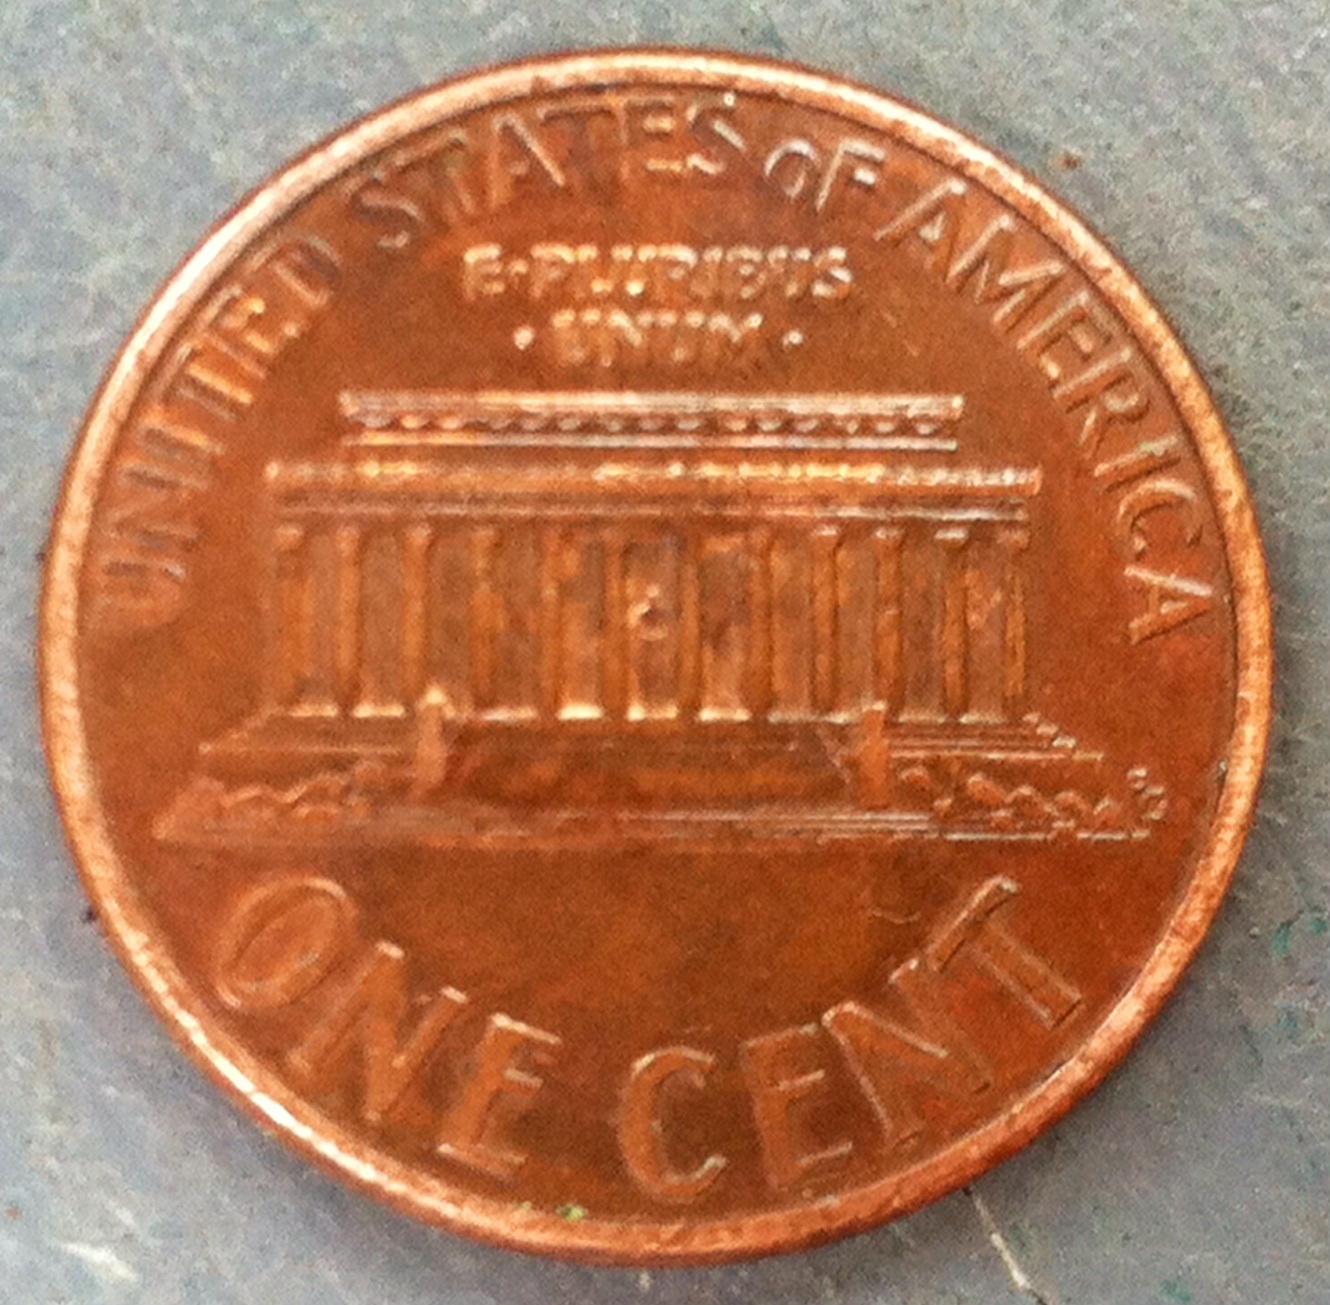 UNITED STATES OF AMERICA
E·PLURIBUS
·UNUM·
ONE CENT